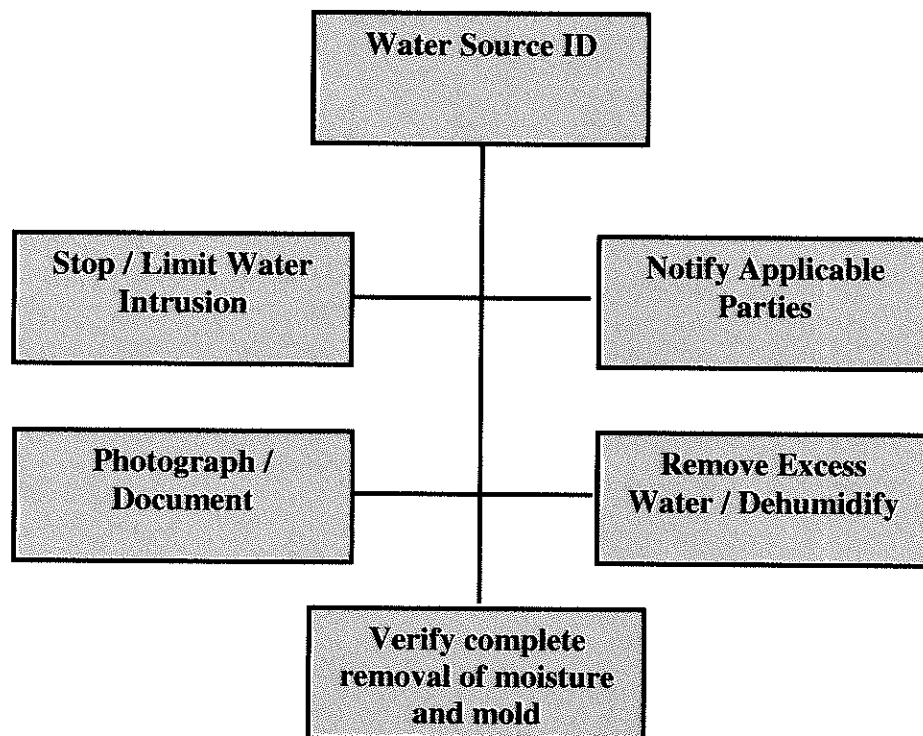 Water Source ID
Stop / Limit Water
Intrusion
Notify Applicable
Parties
Photograph /
Document
Remove Excess
Water / Dehumidify
Verify complete
removal of moisture
and mold